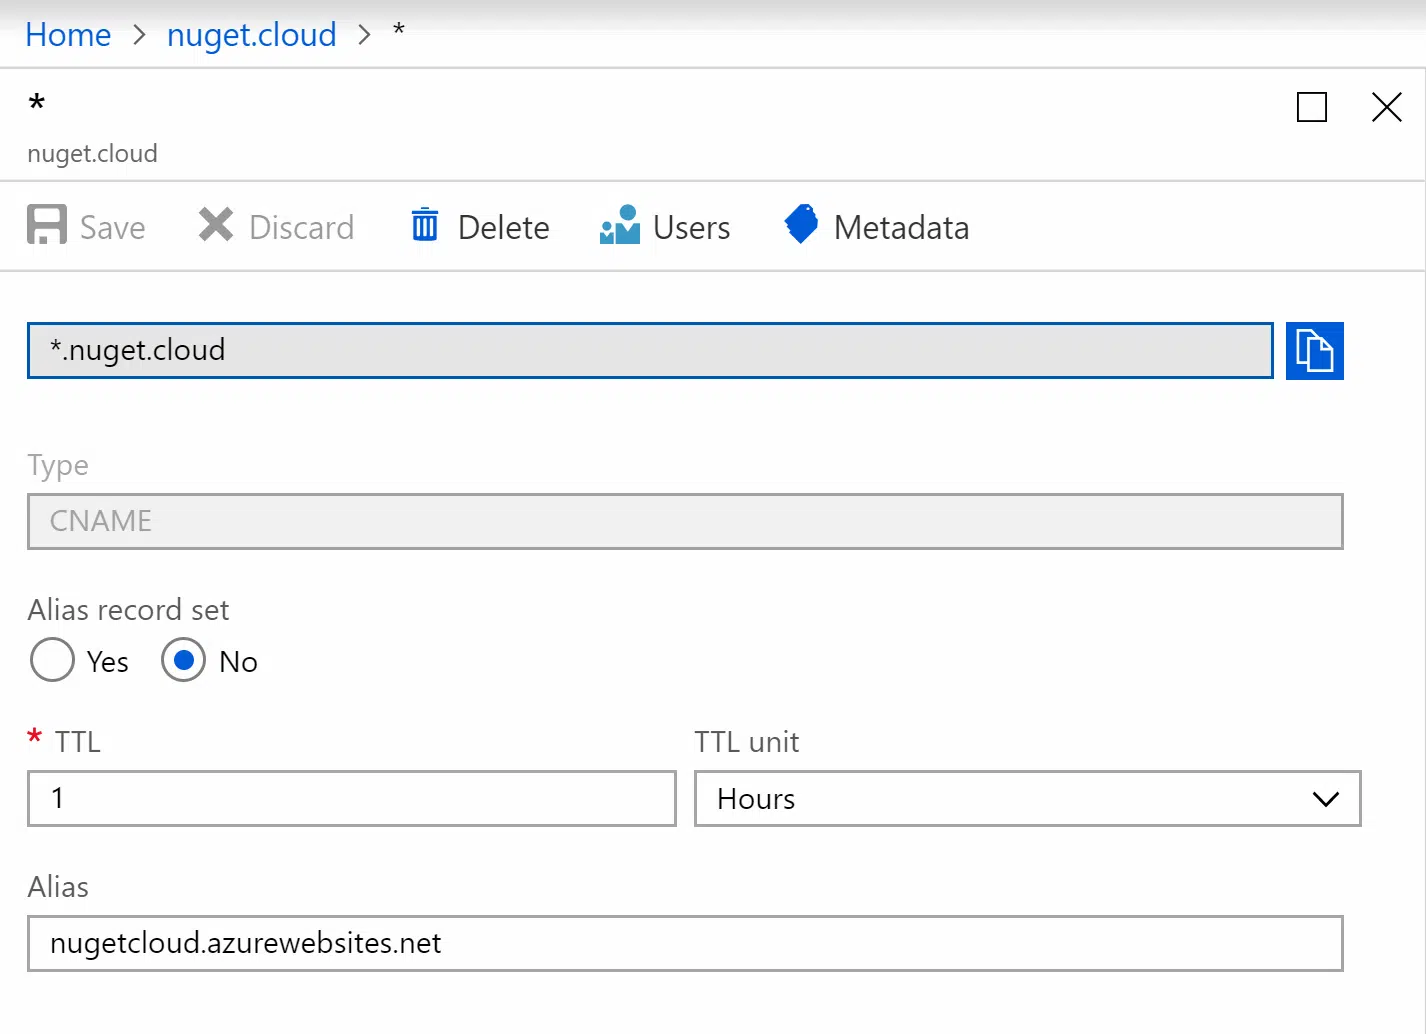 Home > nuget.cloud > *
*
nuget.cloud
Save Discard Delete Users Metadata
*.nuget.cloud
Type
CNAME
Alias record set
Yes No
* TTL TTL unit
1 Hours
Alias
nugetcloud.azurewebsites.net